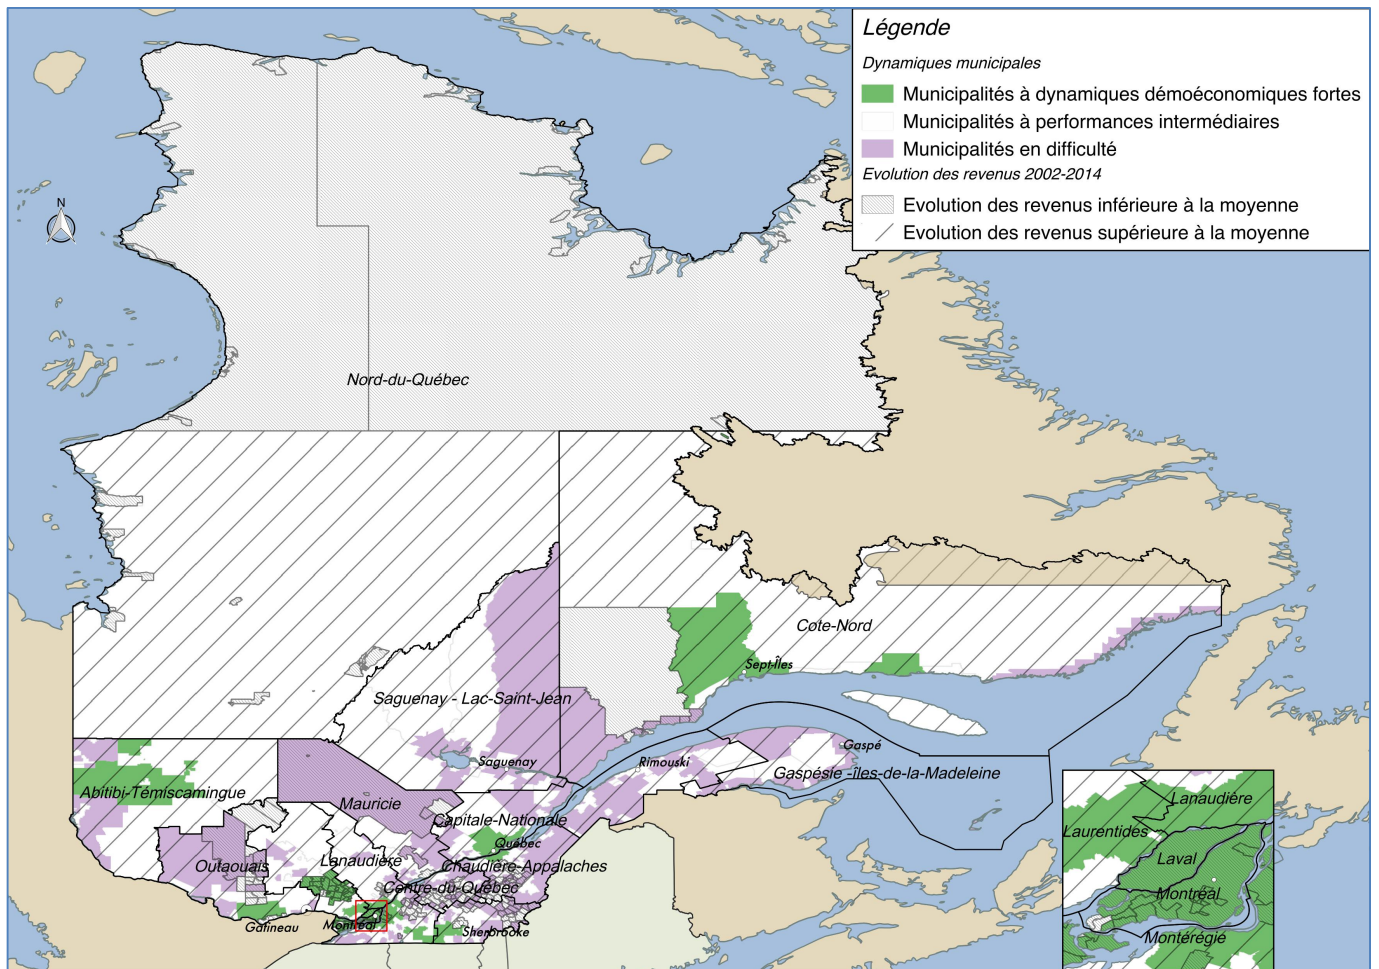 Légende
Dynamiques municipales
Municipalités à dynamiques démoéconomiques fortes
Municipalités à performances intermédiaires
Municipalités en difficulté
Evolution des revenus 2002-2014
Evolution des revenus inférieure à la moyenne
Evolution des revenus supérieure à la moyenne
N
Nord-du-Québec
Cote-Nord
Sept-Îles
Saguenay - Lac-Saint-Jean
Gaspé
Saguenay
Rimouski
Gaspésie -îles-de-la-Madeleine
Abitibi-Témiscamingue
Mauricie
Capitale-Nationale
Québec
Outaouais
Lanaudière
Chaudière-Appalaches
Centre-du-Québec
Gatineau
Montréal
Sherbrooke
Lanaudière
Laurentides
Laval
Montréal
Montérégie